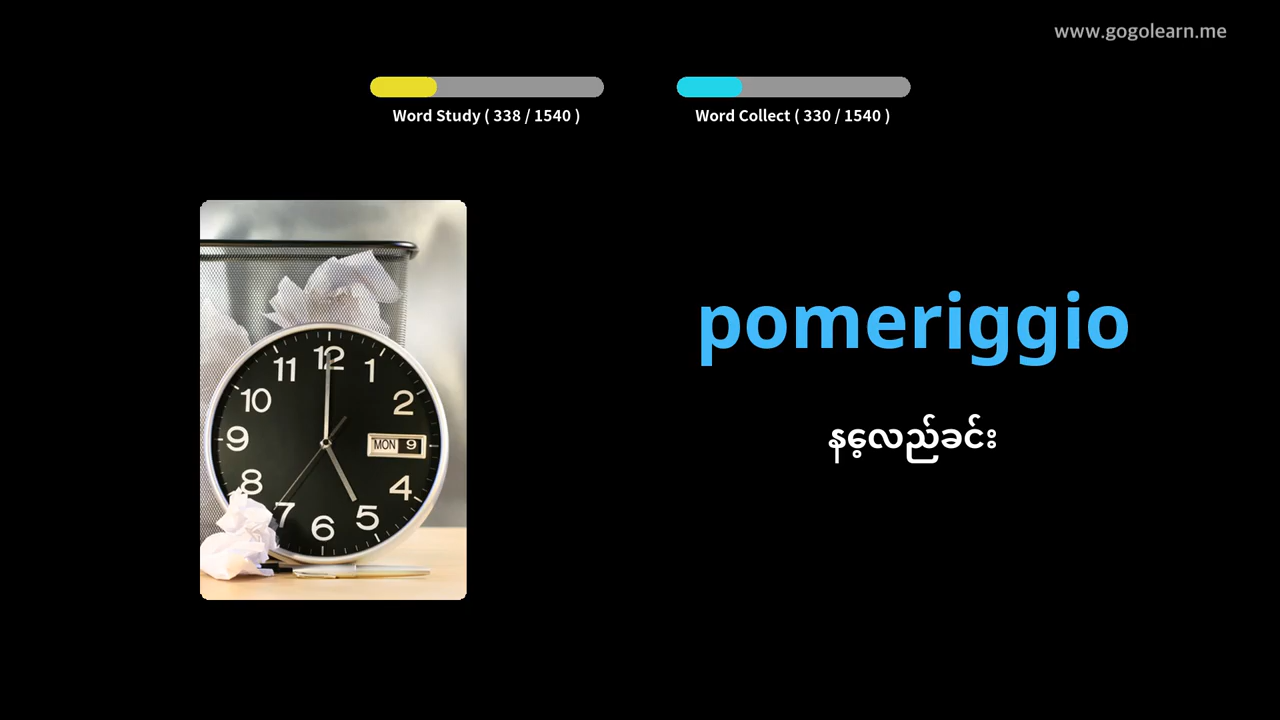 www.gogolearn.me
Word Study ( 338 / 1540 )
Word Collect ( 330 / 1540 )
12
1
2
MON 9
4
5
6
7
8
9
10
11
pomeriggio
နေ့လေည်ခင်း